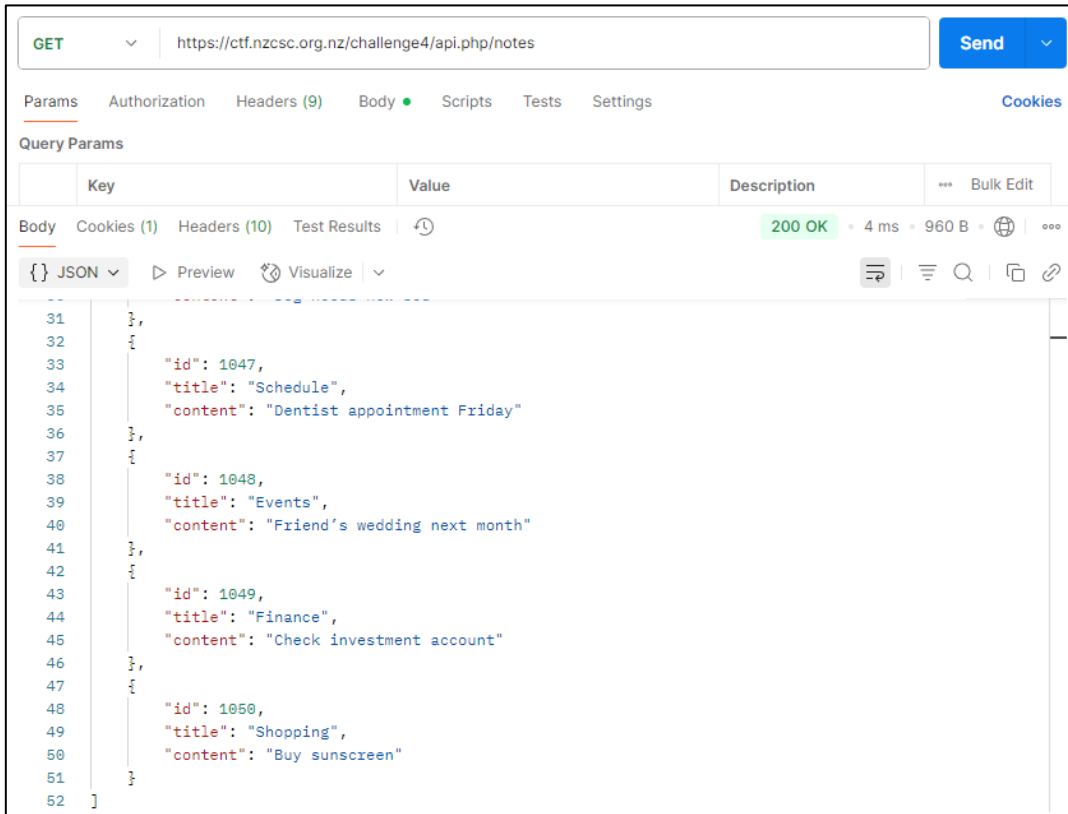 GET https://ctf.nzcsc.org.nz/challenge4/api.php/notes Send
Params Authorization Headers (9) Body Scripts Tests Settings Cookies
Query Params
Key Value Description Bulk Edit
Body Cookies (1) Headers (10) Test Results 200 OK 4 ms 960 B
{} JSON Preview Visualize
31 },
32 {
33 "id": 1047,
34 "title": "Schedule",
35 "content": "Dentist appointment Friday"
36 },
37 {
38 "id": 1048,
39 "title": "Events",
40 "content": "Friend’s wedding next month"
41 },
42 {
43 "id": 1049,
44 "title": "Finance",
45 "content": "Check investment account"
46 },
47 {
48 "id": 1050,
49 "title": "Shopping",
50 "content": "Buy sunscreen"
51 }
52 ]